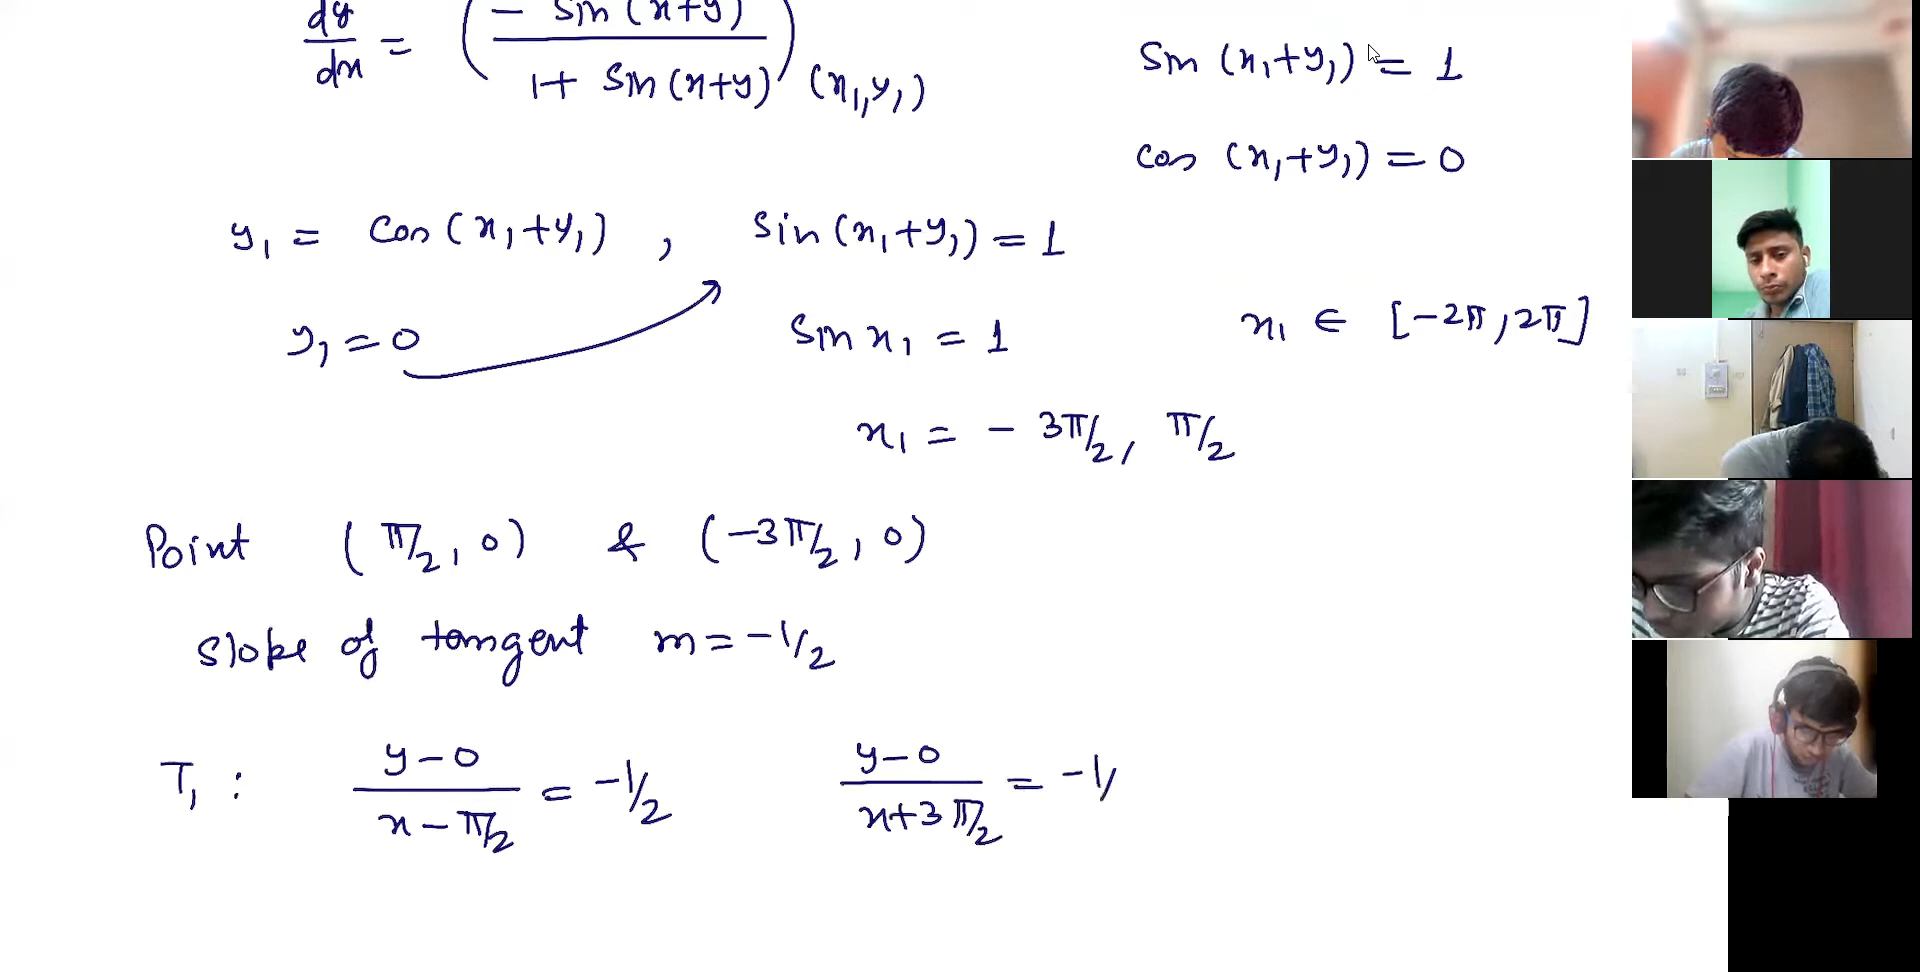 dy/dx = ( - Sin (x+y) / 1+ Sin (x+y) ) (x₁,y₁)
Sin (x₁+y₁) = 1
Cos (x₁+y₁) = 0
y₁ = Cos (x₁+y₁) , Sin (x₁+y₁) = 1
y₁ = 0
Sin x₁ = 1
x₁ ∈ [-2π, 2π]
x₁ = - 3π/2, π/2
Point (π/2, 0) & (-3π/2, 0)
Slope of tangent m = -1/2
T₁ : y-0 / x-π/2 = -1/2
y-0 / x+3π/2 = -1/